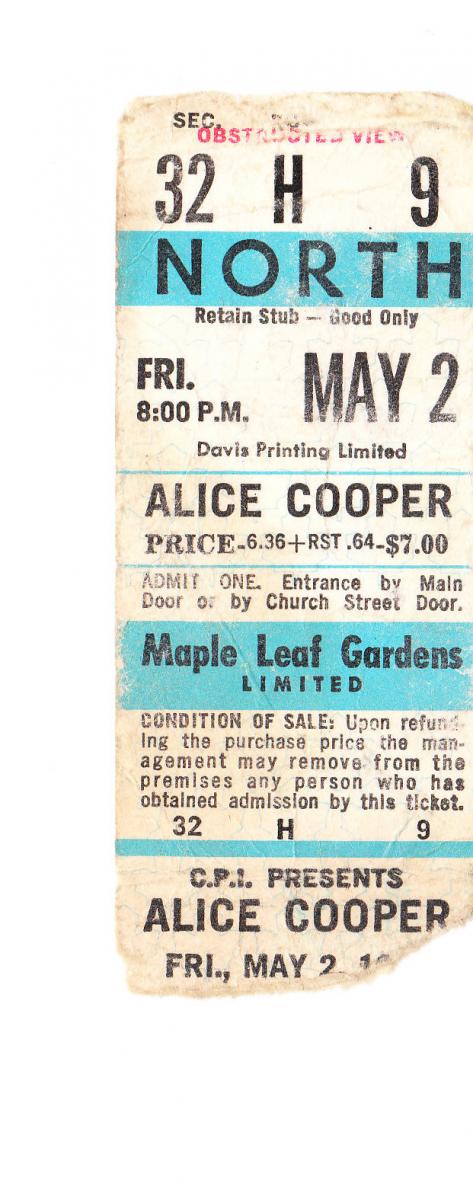 SEC.
OBSTRUCTED VIEW
32 H 9
NORTH
Retain Stub — Good Only
FRI. MAY 2
8:00 P.M.
Davis Printing Limited
ALICE COOPER
PRICE-6.36+RST .64-$7.00
ADMIT ONE. Entrance by Main
Door or by Church Street Door.
Maple Leaf Gardens
LIMITED
CONDITION OF SALE: Upon refund-
ing the purchase price the man-
agement may remove from the
premises any person who has
obtained admission by this ticket.
32 H 9
C.P.I. PRESENTS
ALICE COOPER
FRI., MAY 2